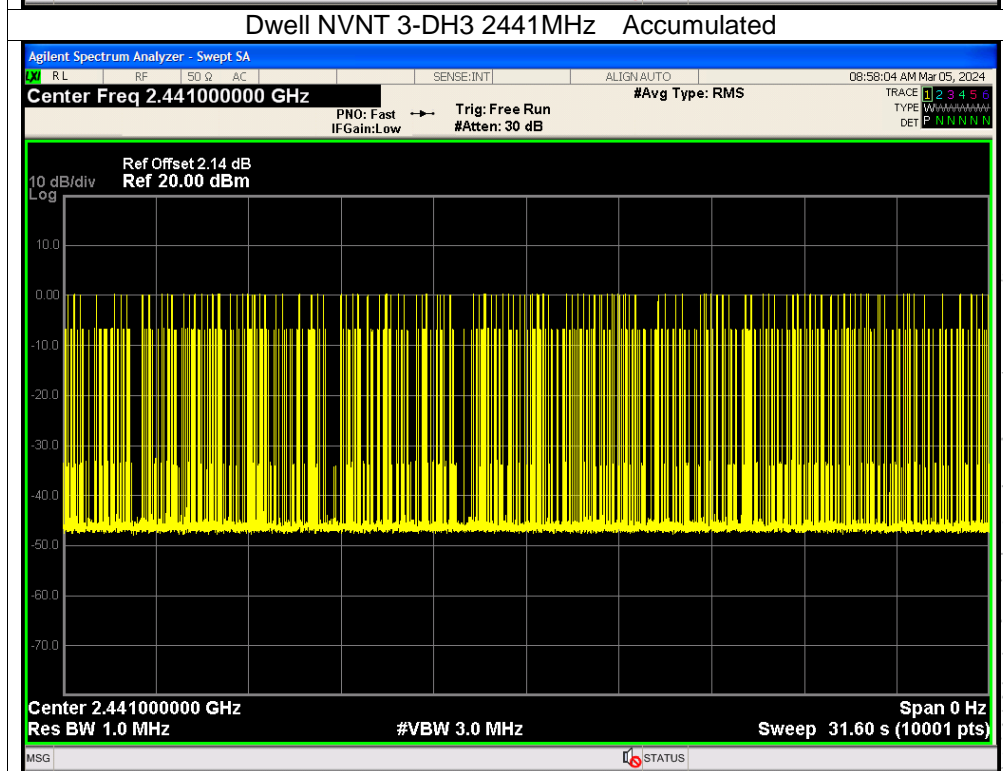 Dwell NVNT 3-DH3 2441MHz Accumulated
Agilent Spectrum Analyzer - Swept SA
LXI RL RF 50 Ω AC SENSE:INT ALIGN AUTO 08:58:04 AM Mar 05, 2024
Center Freq 2.441000000 GHz #Avg Type: RMS TRACE 1 2 3 4 5 6
PNO: Fast Trig: Free Run TYPE WWWWWW
IFGain:Low #Atten: 30 dB DET P N N N N N
Ref Offset 2.14 dB
10 dB/div Ref 20.00 dBm
Log
10.0
0.00
-10.0
-20.0
-30.0
-40.0
-50.0
-60.0
-70.0
Center 2.441000000 GHz Span 0 Hz
Res BW 1.0 MHz #VBW 3.0 MHz Sweep 31.60 s (10001 pts)
MSG STATUS